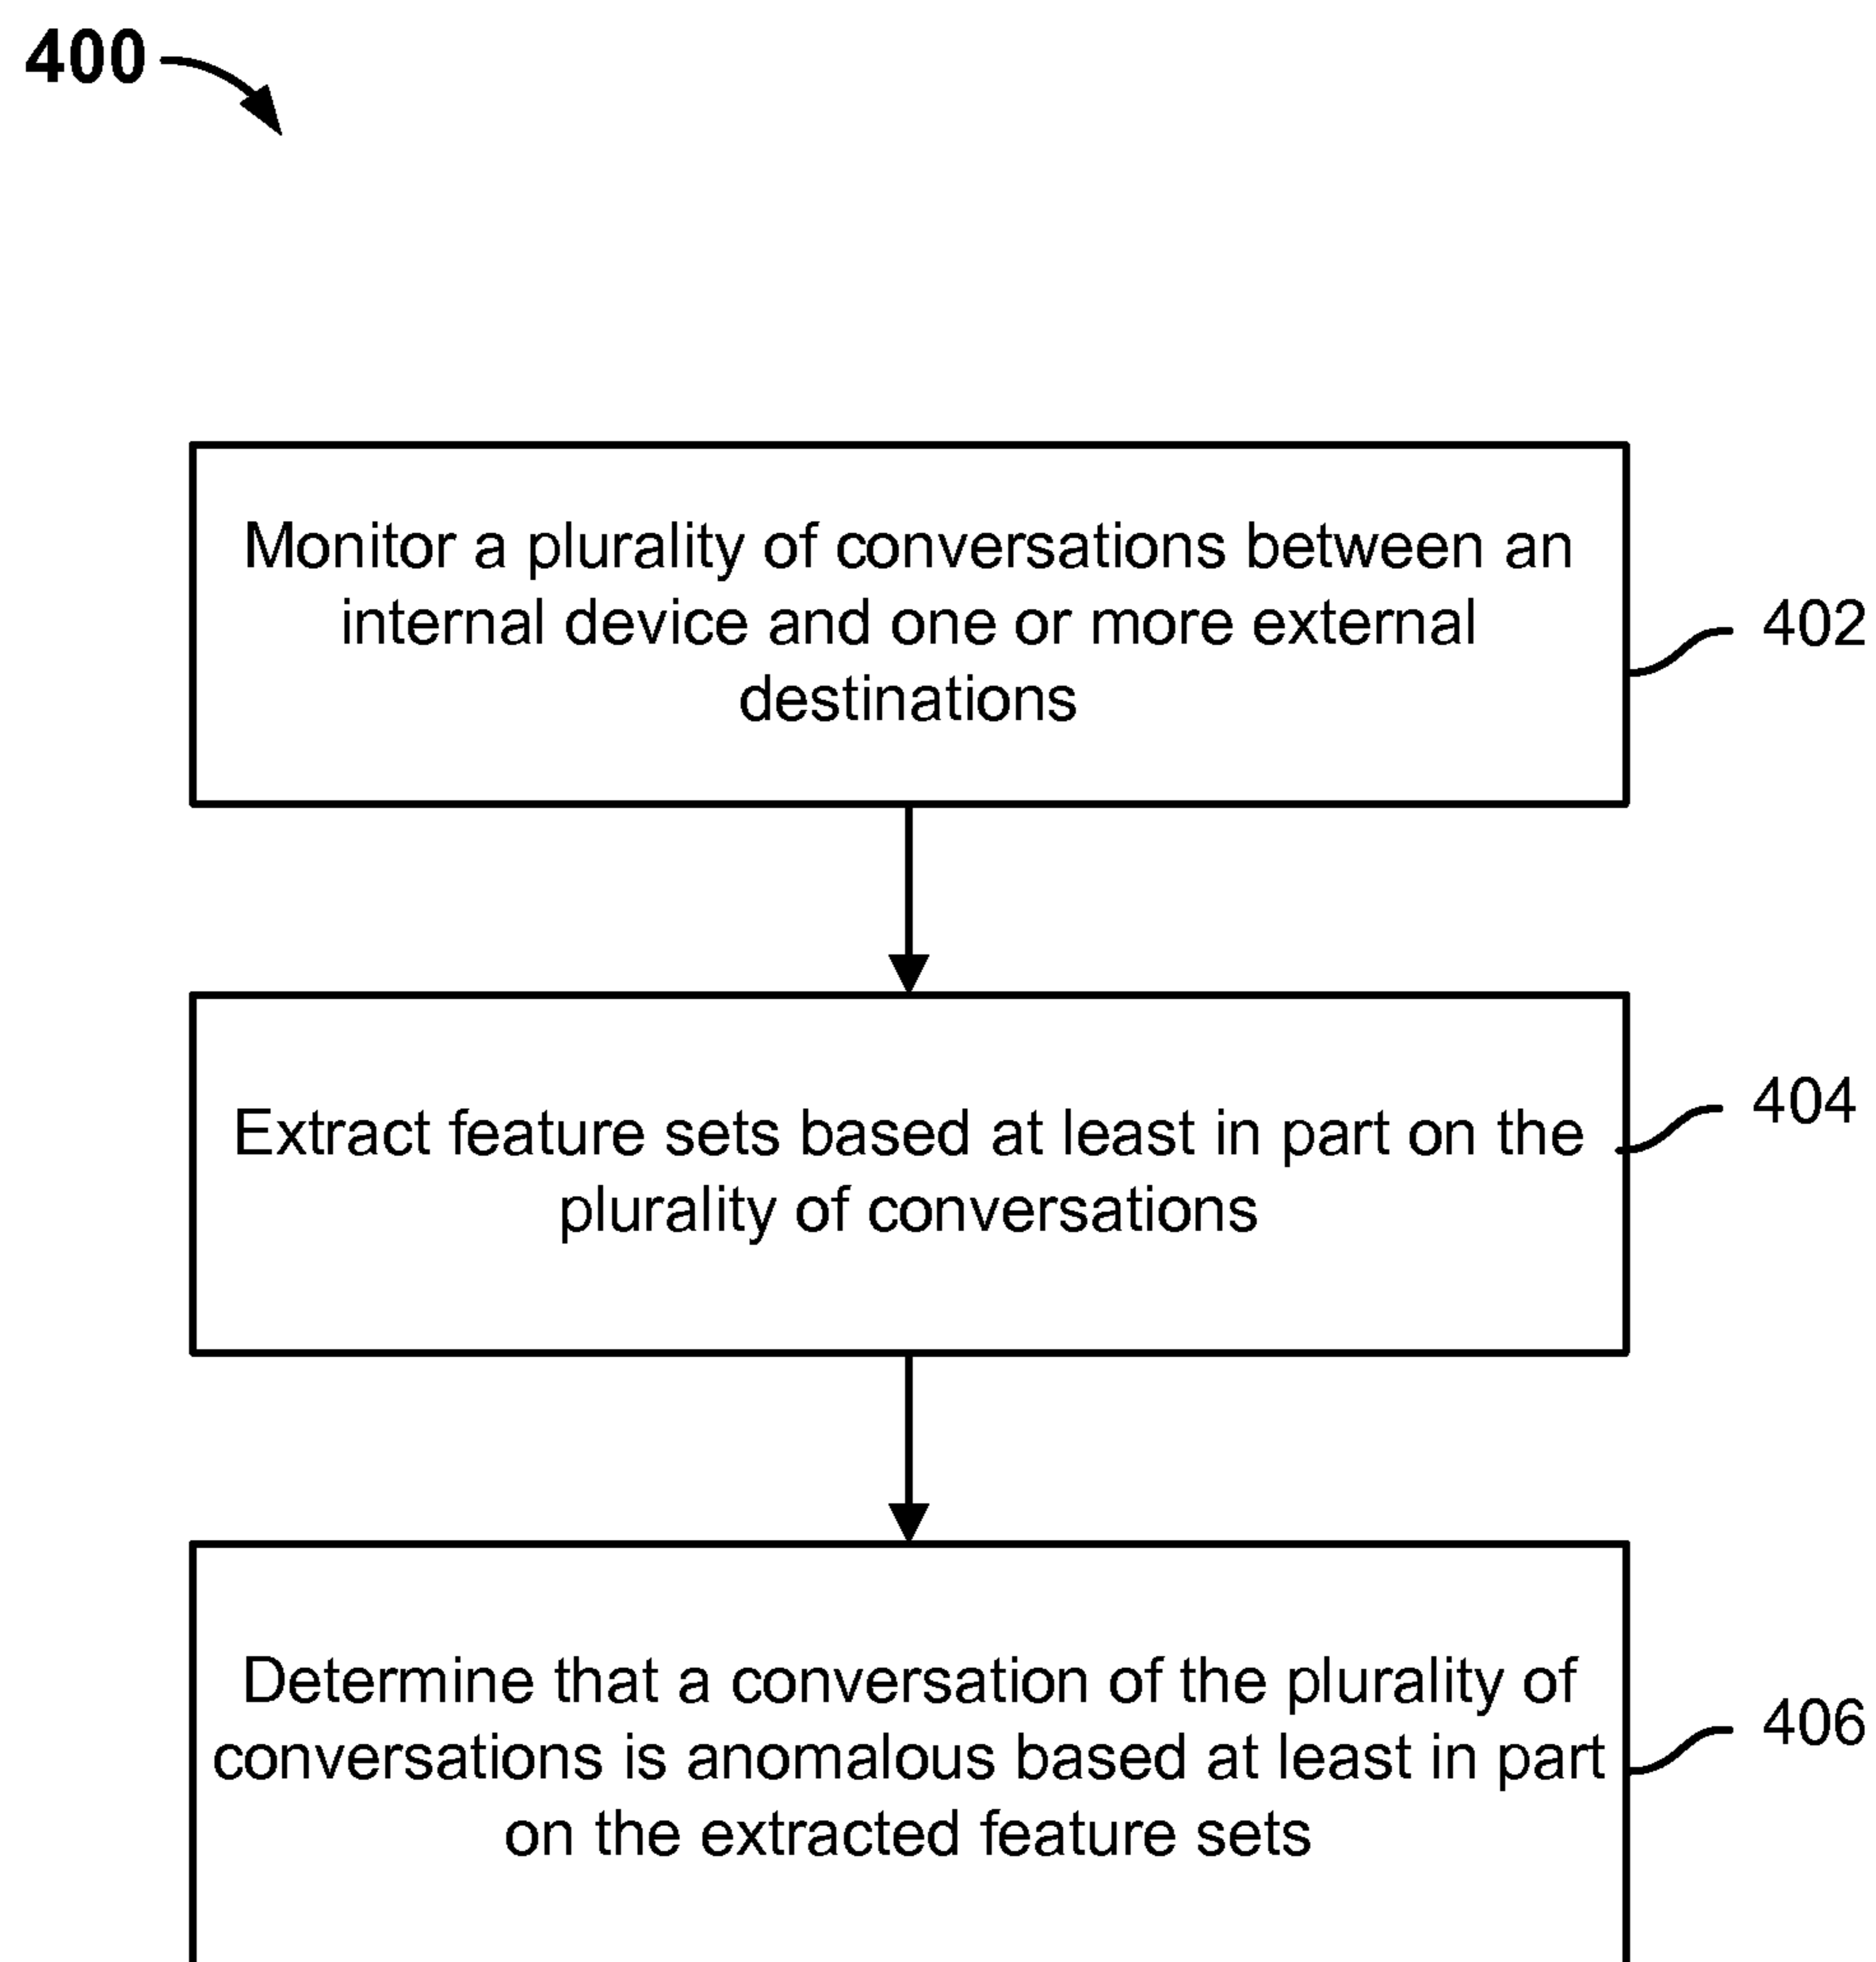 400
Monitor a plurality of conversations between an
internal device and one or more external
destinations
402
Extract feature sets based at least in part on the
plurality of conversations
404
Determine that a conversation of the plurality of
conversations is anomalous based at least in part
on the extracted feature sets
406